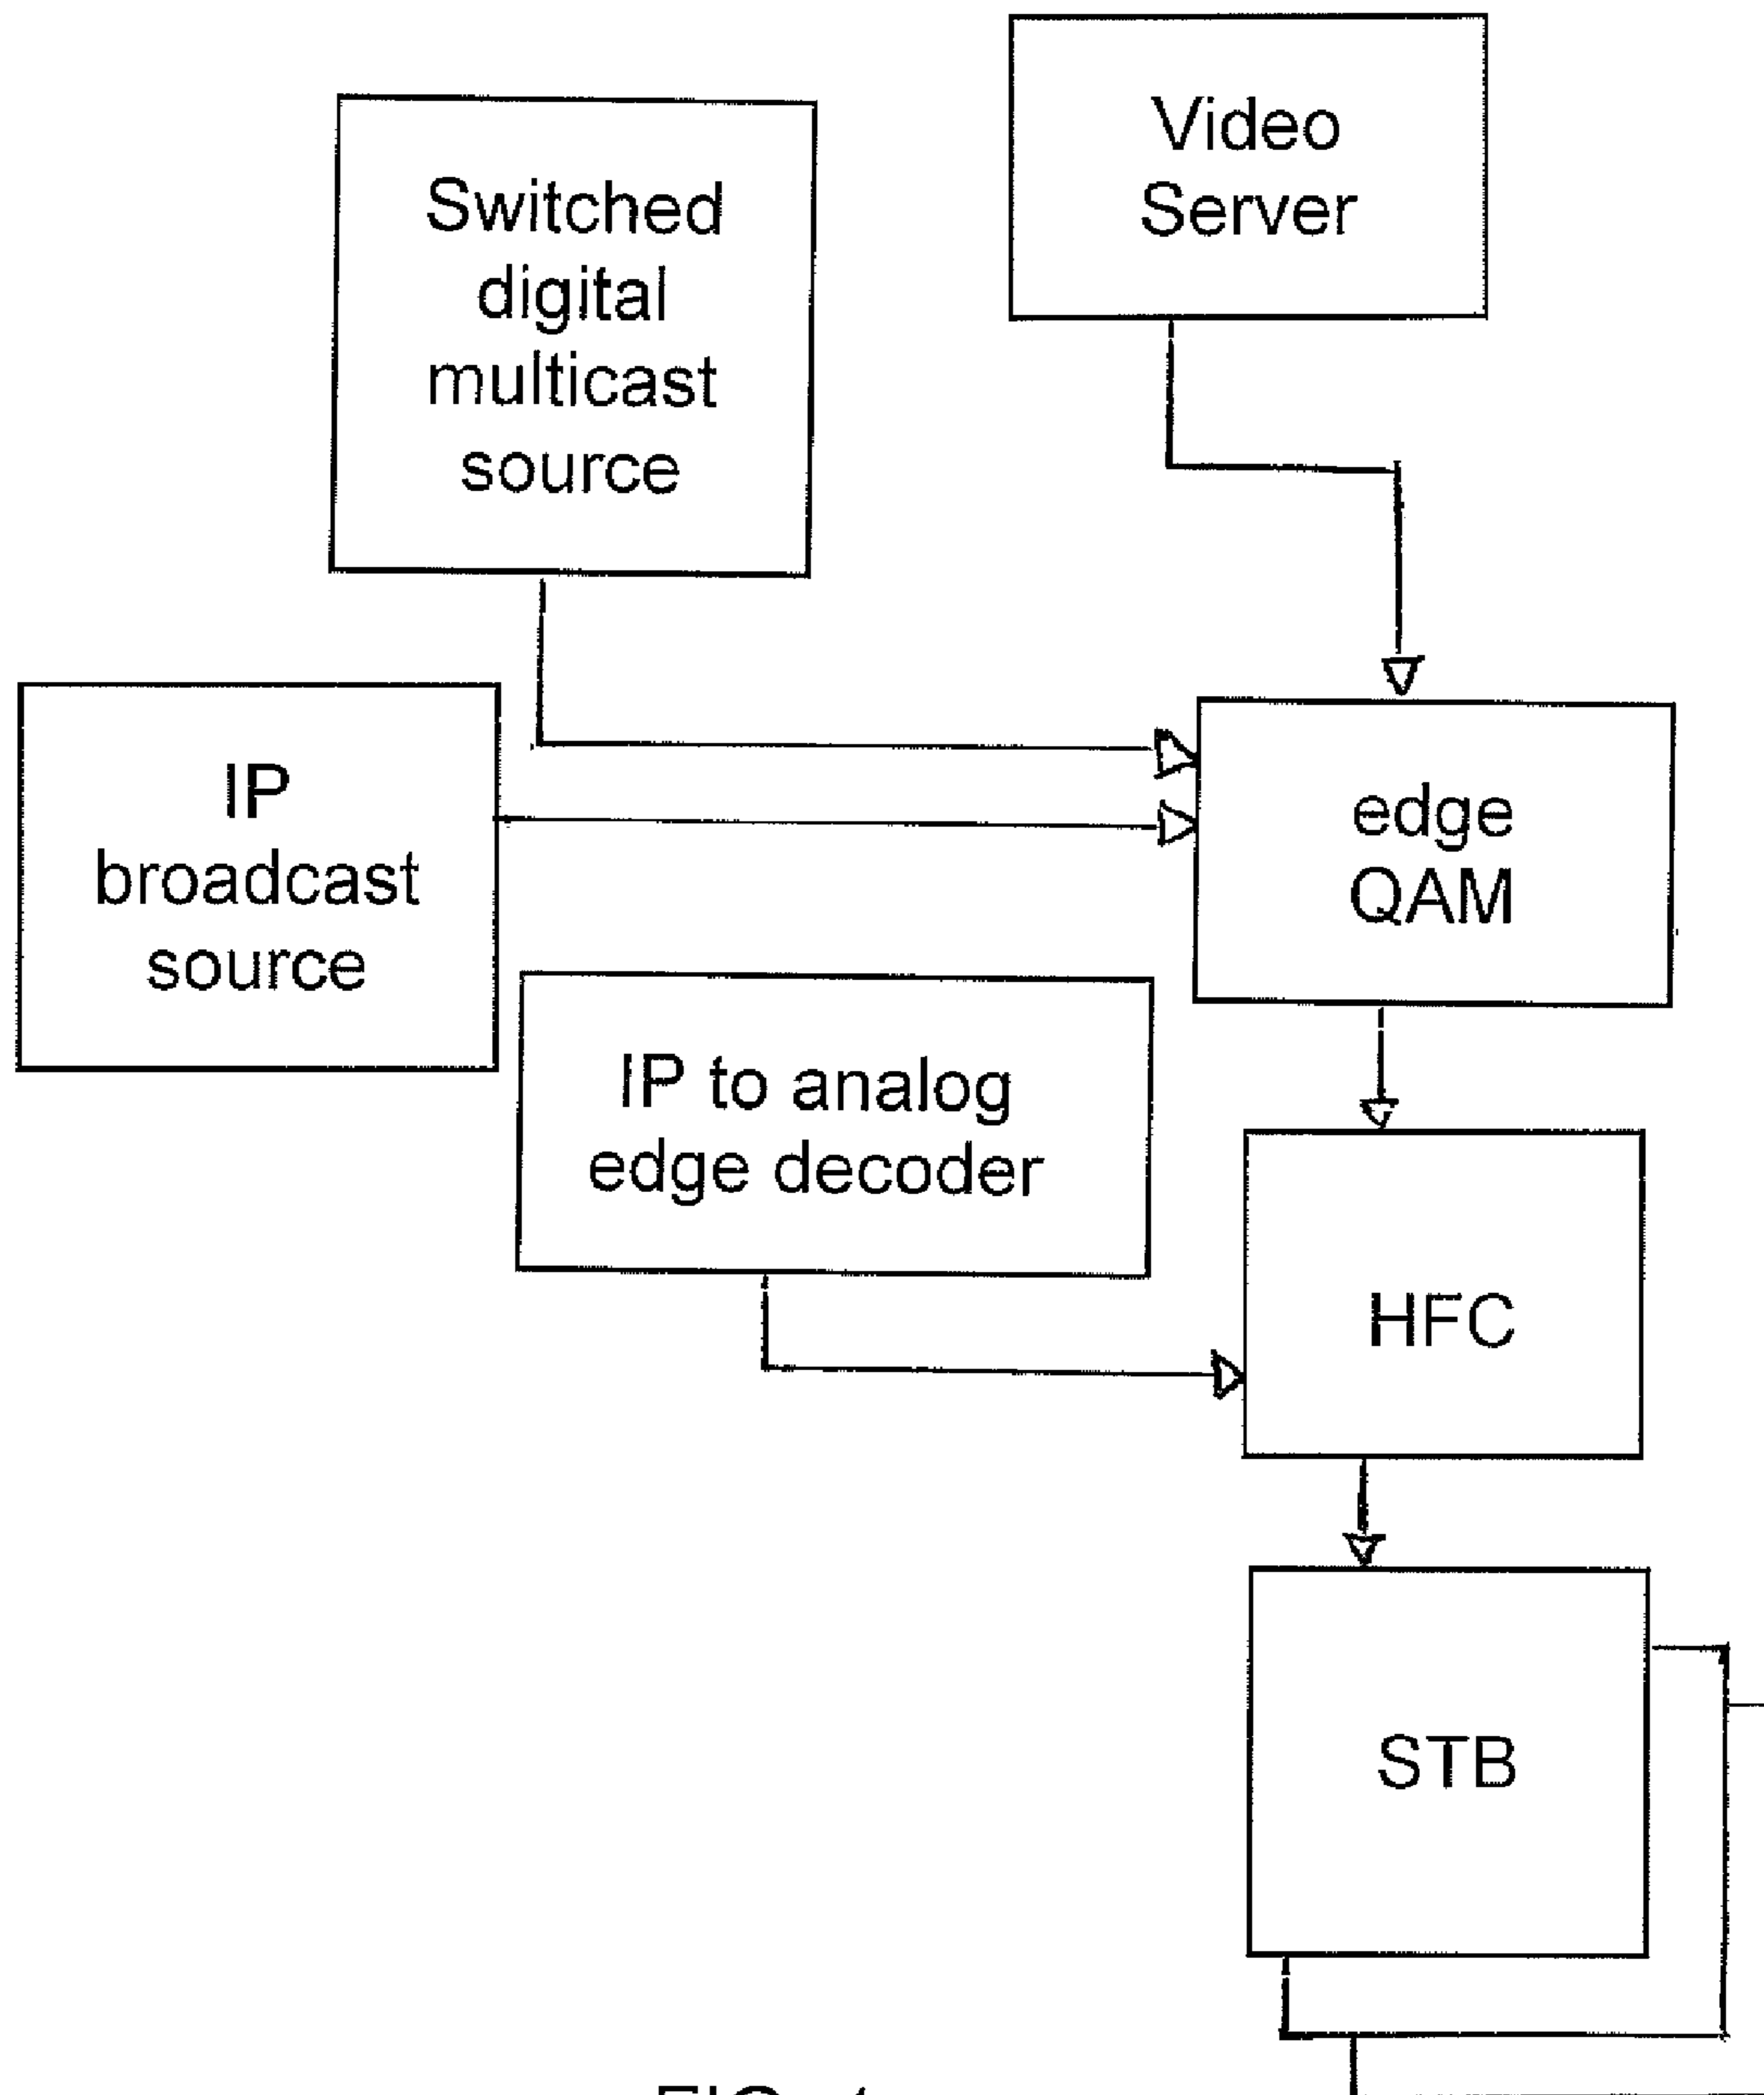 Video
Server
Switched
digital
multicast
source
IP
broadcast
source
edge
QAM
IP to analog
edge decoder
HFC
STB